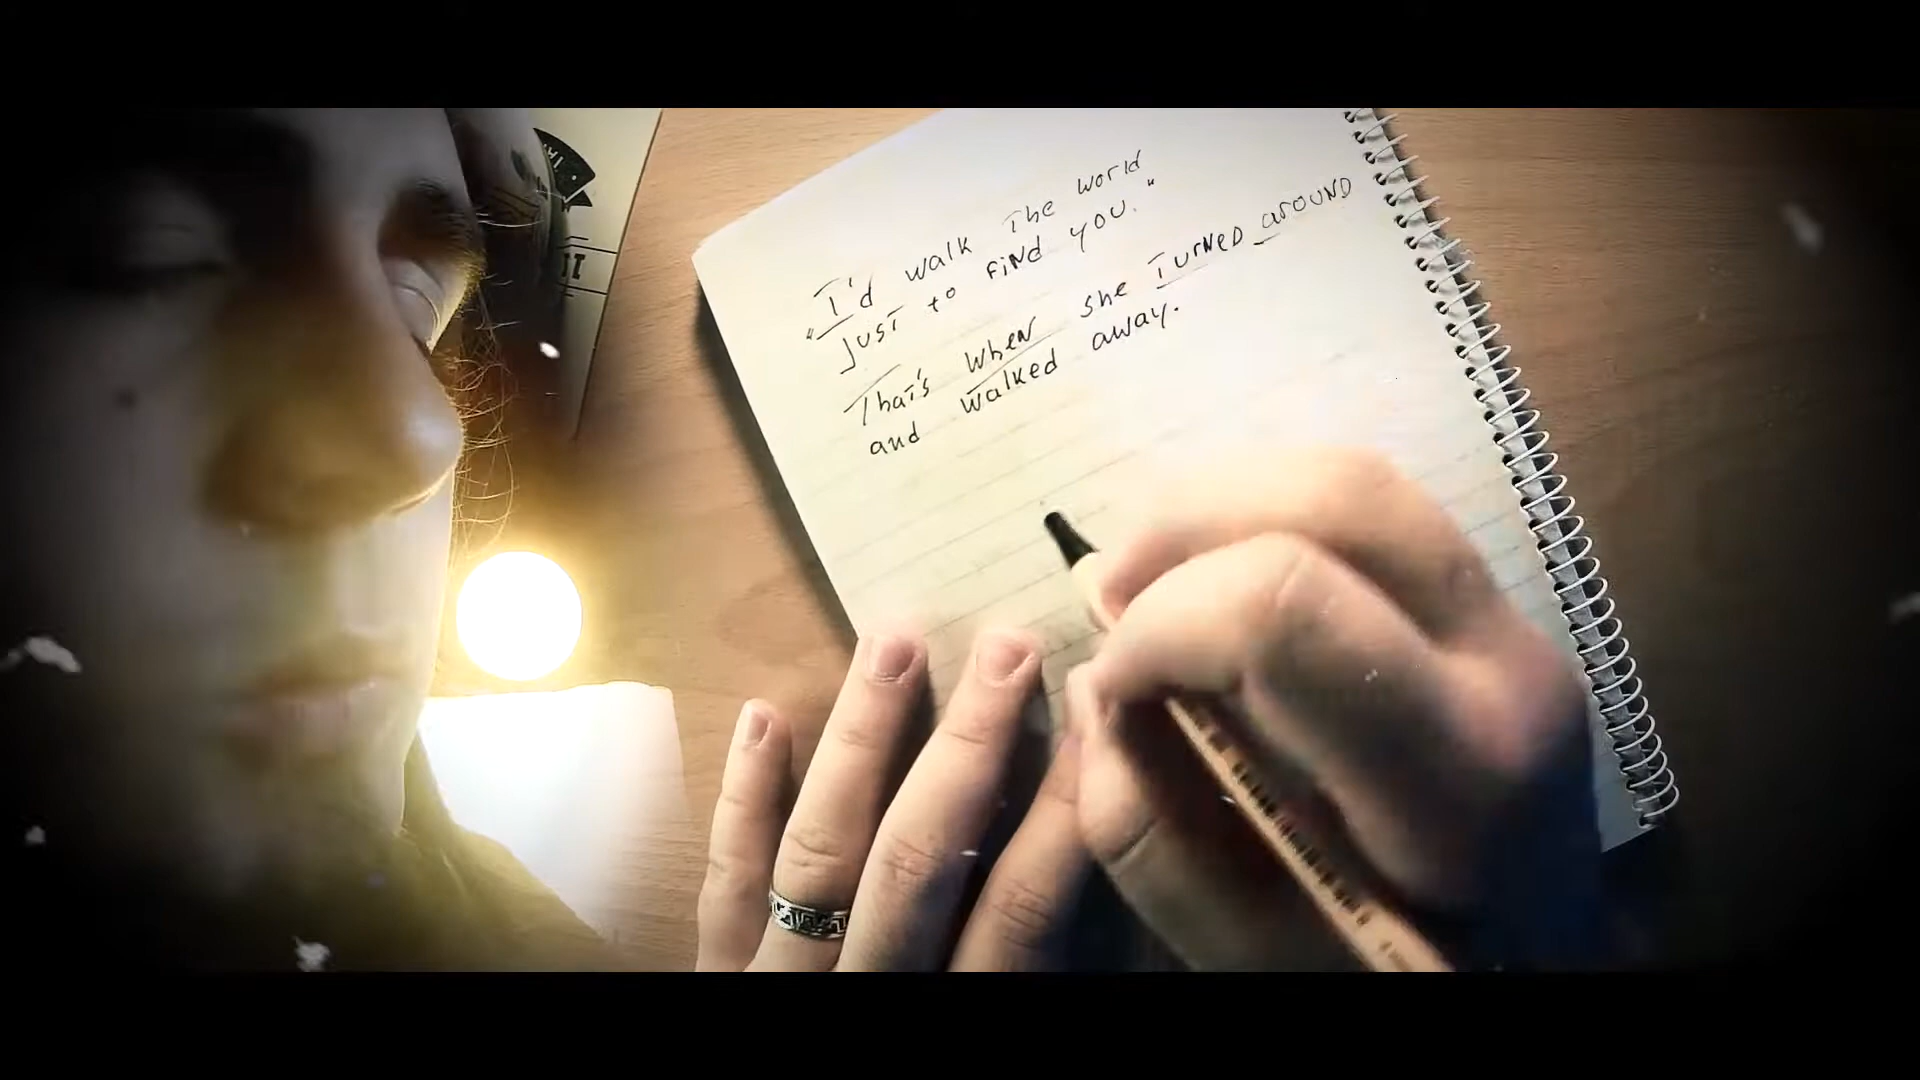 "I'd walk The world
just to find you."
That's when she Turned around
and walked away.